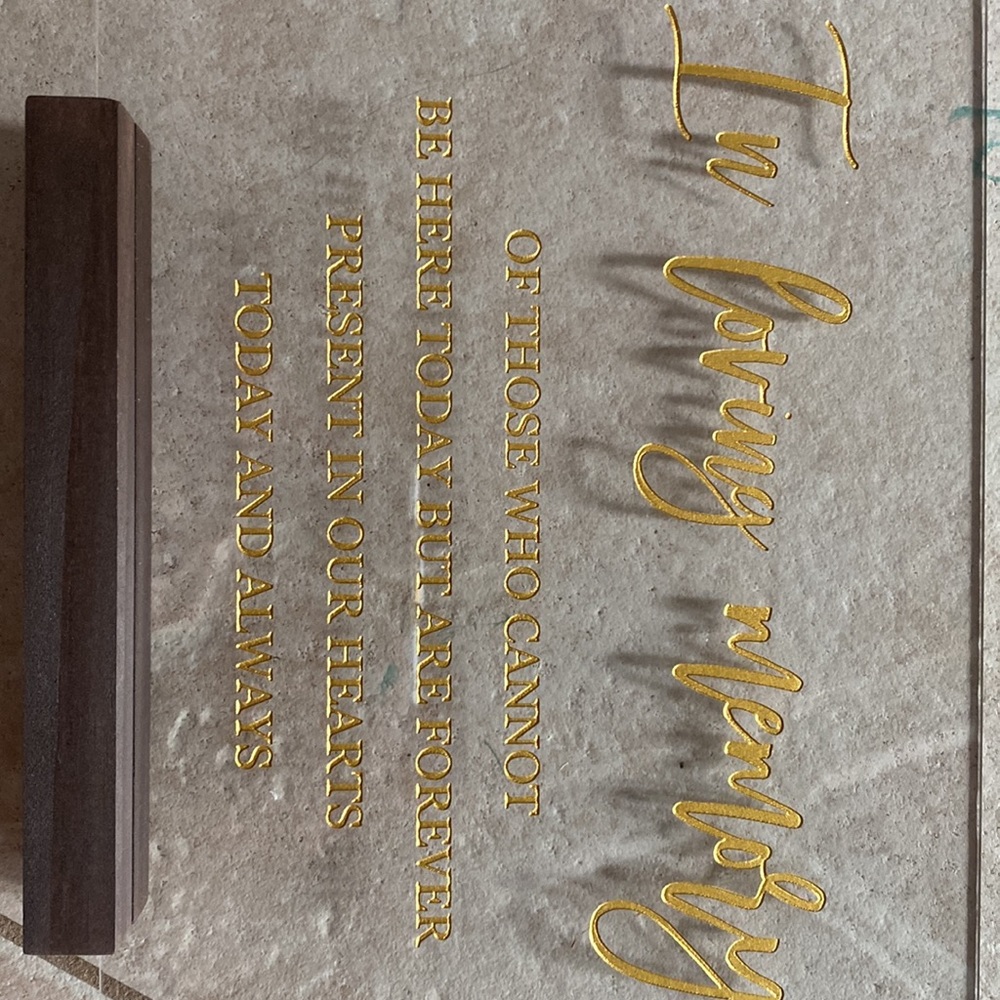 In loving memory
OF THOSE WHO CANNOT
BE HERE TODAY BUT ARE FOREVER
PRESENT IN OUR HEARTS
TODAY AND ALWAYS